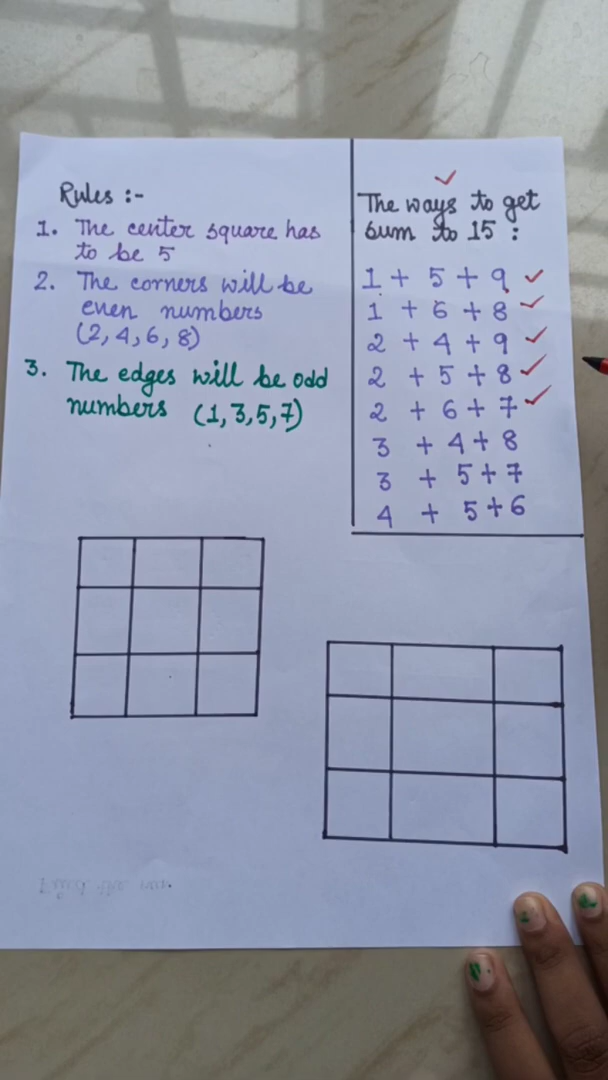 Rules :-
1. The center square has
to be 5
2. The corners will be
even numbers
(2, 4, 6, 8)
3. The edges will be odd
numbers (1, 3, 5, 7)
The ways to get
sum to 15 :
1 + 5 + 9
1 + 6 + 8
2 + 4 + 9
2 + 5 + 8
2 + 6 + 7
3 + 4 + 8
3 + 5 + 7
4 + 5 + 6